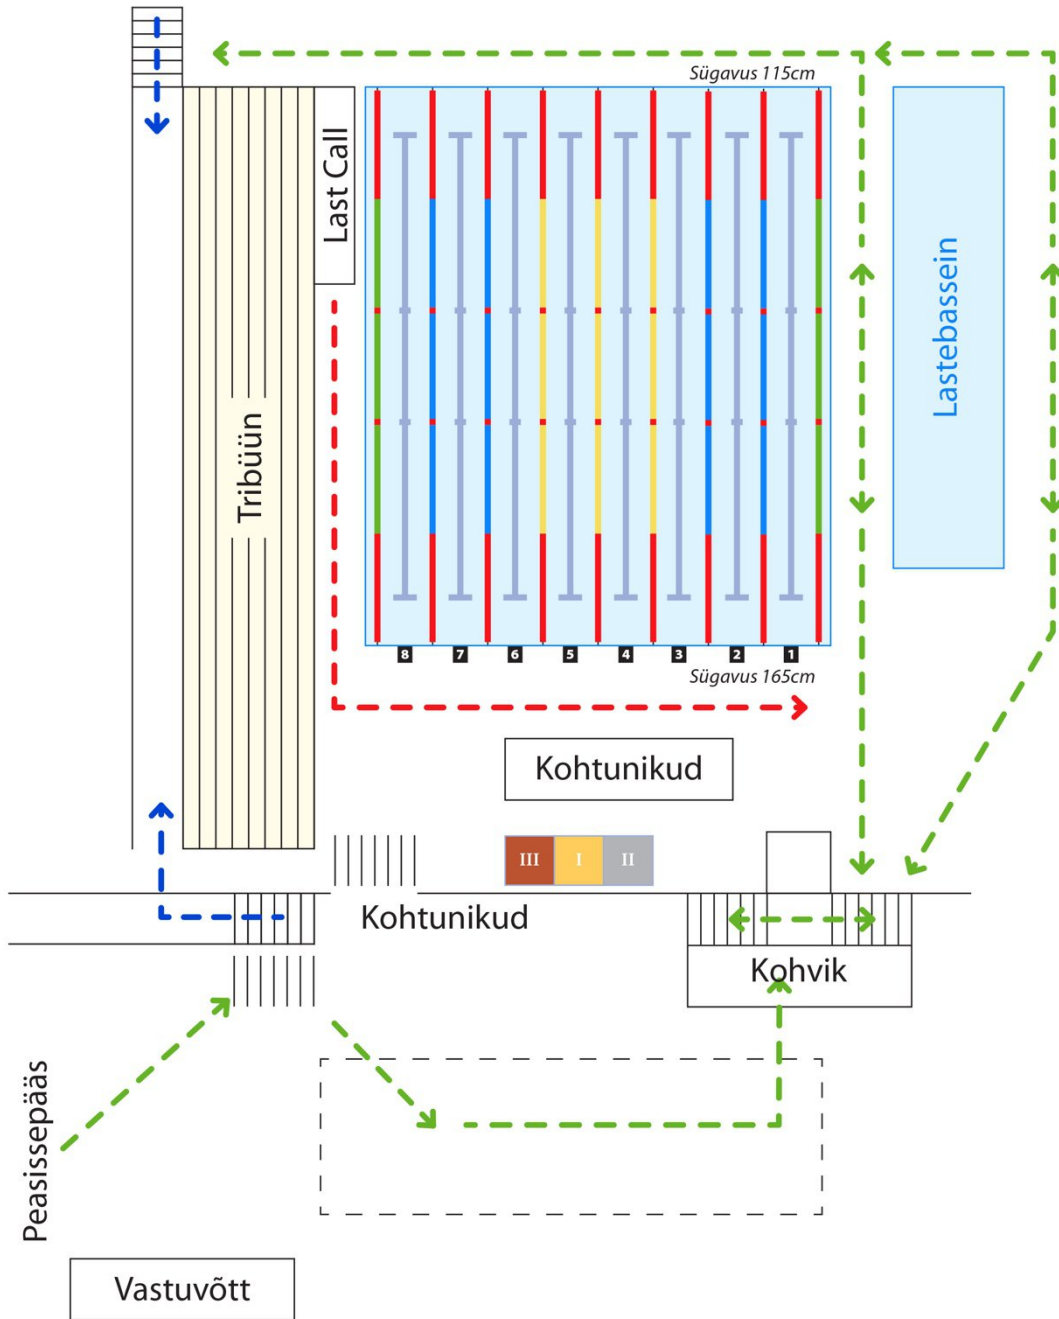 Sügavus 115cm
Last Call
Lastebassein
Tribüün
8 7 6 5 4 3 2 1
Sügavus 165cm
Kohtunikud
III I II
Kohtunikud
Kohvik
Peasissepääs
Vastuvõtt